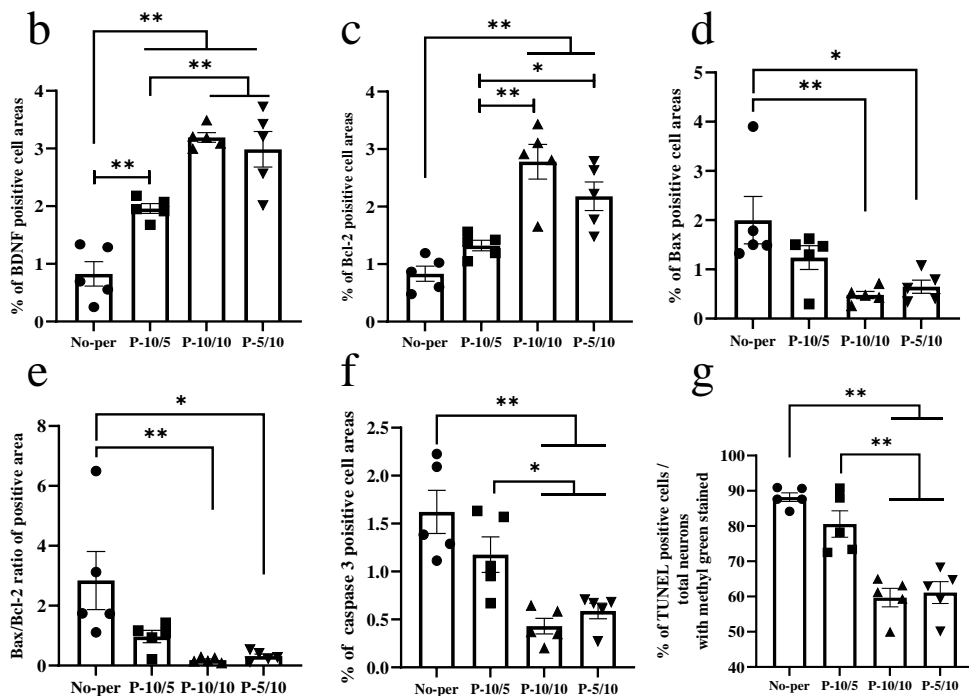 b
**
**
**
% of BDNF poisitive cell areas
4
3
2
1
0
No-per P-10/5 P-10/10 P-5/10
c
**
*
**
% of Bcl-2 poisitive cell areas
4
3
2
1
0
No-per P-10/5 P-10/10 P-5/10
d
*
**
% of Bax poisitive cell areas
5
4
3
2
1
0
No-per P-10/5 P-10/10 P-5/10
e
*
**
Bax/Bcl-2 ratio of positive area
8
6
4
2
0
No-per P-10/5 P-10/10 P-5/10
f
**
*
% of caspase 3 positive cell areas
2.5
2.0
1.5
1.0
0.5
0.0
No-per P-10/5 P-10/10 P-5/10
g
**
**
% of TUNEL positive cells /
total neurons
with methyl green stained
100
90
80
70
60
40
No-per P-10/5 P-10/10 P-5/10